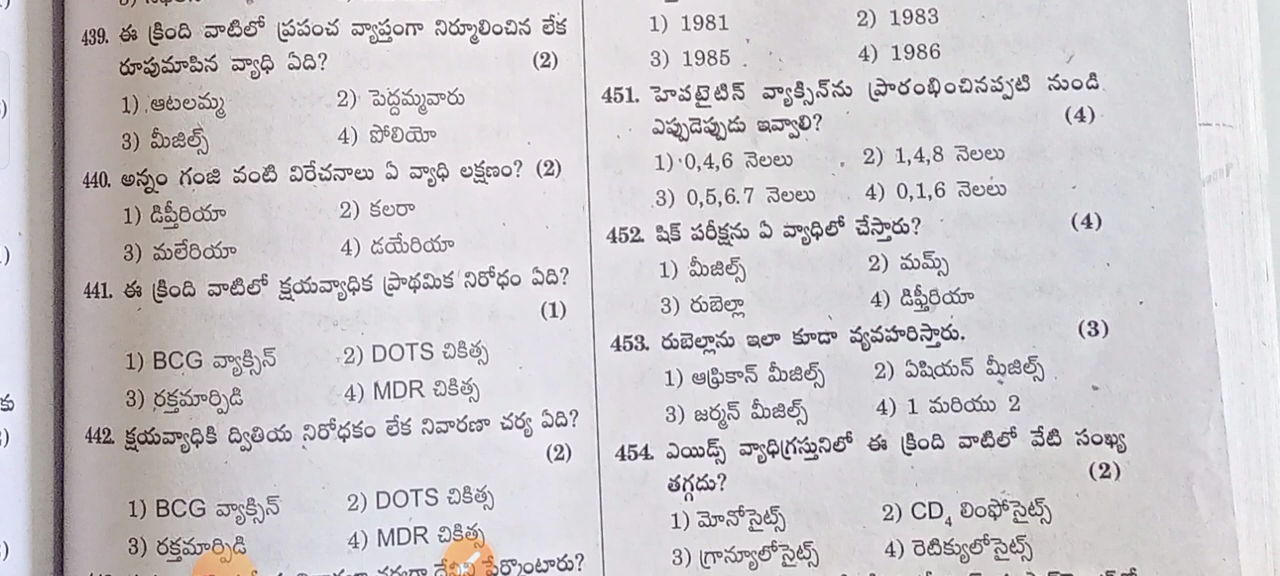 439. ఈ క్రింది వాటిలో ప్రపంచ వ్యాప్తంగా నిర్మూలించిన లేక
రూపుమాపిన వ్యాధి ఏది? (2)
1) ఆటలమ్మ 2) పెద్దమ్మవారు
3) మీజిల్స్ 4) పోలియో
440. అన్నం గంజి వంటి విరేచనాలు ఏ వ్యాధి లక్షణం? (2)
1) డిప్తీరియా 2) కలరా
3) మలేరియా 4) డయేరియా
441. ఈ క్రింది వాటిలో క్షయవ్యాధిక ప్రాథమిక నిరోధం ఏది?
(1)
1) BCG వ్యాక్సిన్ 2) DOTS చికిత్స
3) రక్తమార్పిడి 4) MDR చికిత్స
442. క్షయవ్యాధికి ద్వితియ నిరోధకం లేక నివారణా చర్య ఏది?
(2)
1) BCG వ్యాక్సిన్ 2) DOTS చికిత్స
3) రక్తమార్పిడి 4) MDR చికిత్స
పేర్కొంటారు?
1) 1981 2) 1983
3) 1985 4) 1986
451. హెపటైటిస్ వ్యాక్సిన్‌ను ప్రారంభించినప్పటి నుండి
ఎప్పుడెప్పుడు ఇవ్వాలి? (4)
1) 0,4,6 నెలలు 2) 1,4,8 నెలలు
3) 0,5,6.7 నెలలు 4) 0,1,6 నెలలు
452. షిక్ పరీక్షను ఏ వ్యాధిలో చేస్తారు? (4)
1) మీజిల్స్ 2) మమ్స్
3) రుబెల్లా 4) డిప్తీరియా
453. రుబెల్లాను ఇలా కూడా వ్యవహరిస్తారు. (3)
1) ఆఫ్రికాన్ మీజిల్స్ 2) ఏషియన్ మీజిల్స్
3) జర్మన్ మీజిల్స్ 4) 1 మరియు 2
454. ఎయిడ్స్ వ్యాధిగ్రస్తునిలో ఈ క్రింది వాటిలో వేటి సంఖ్య
తగ్గదు? (2)
1) మోనోసైట్స్ 2) CD₄ లింఫోసైట్స్
3) గ్రాన్యూలోసైట్స్ 4) రెటిక్యులోసైట్స్